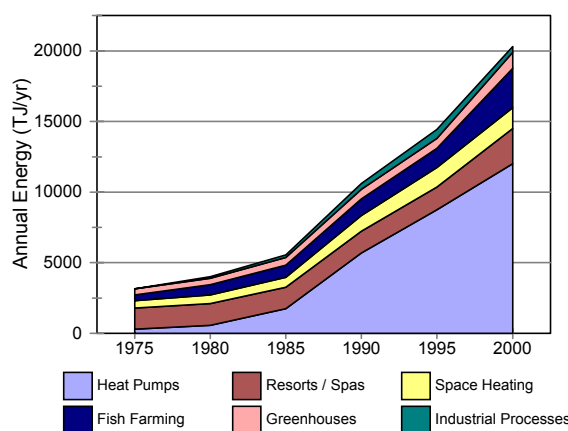 20000
15000
10000
5000
0
Annual Energy (TJ/yr)
1975 1980 1985 1990 1995 2000
Heat Pumps Resorts / Spas Space Heating
Fish Farming Greenhouses Industrial Processes